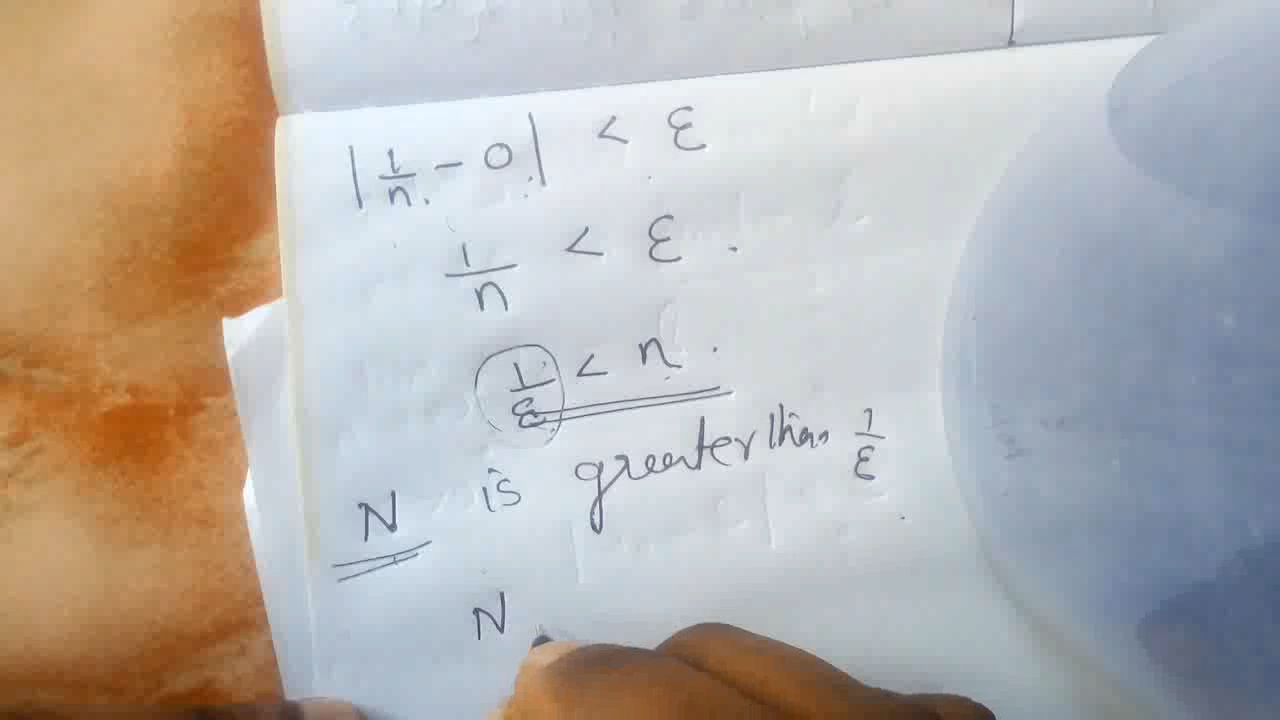 |1/n - 0| < ε
1/n < ε .
1/ε < n .
N is greater than 1/ε
N